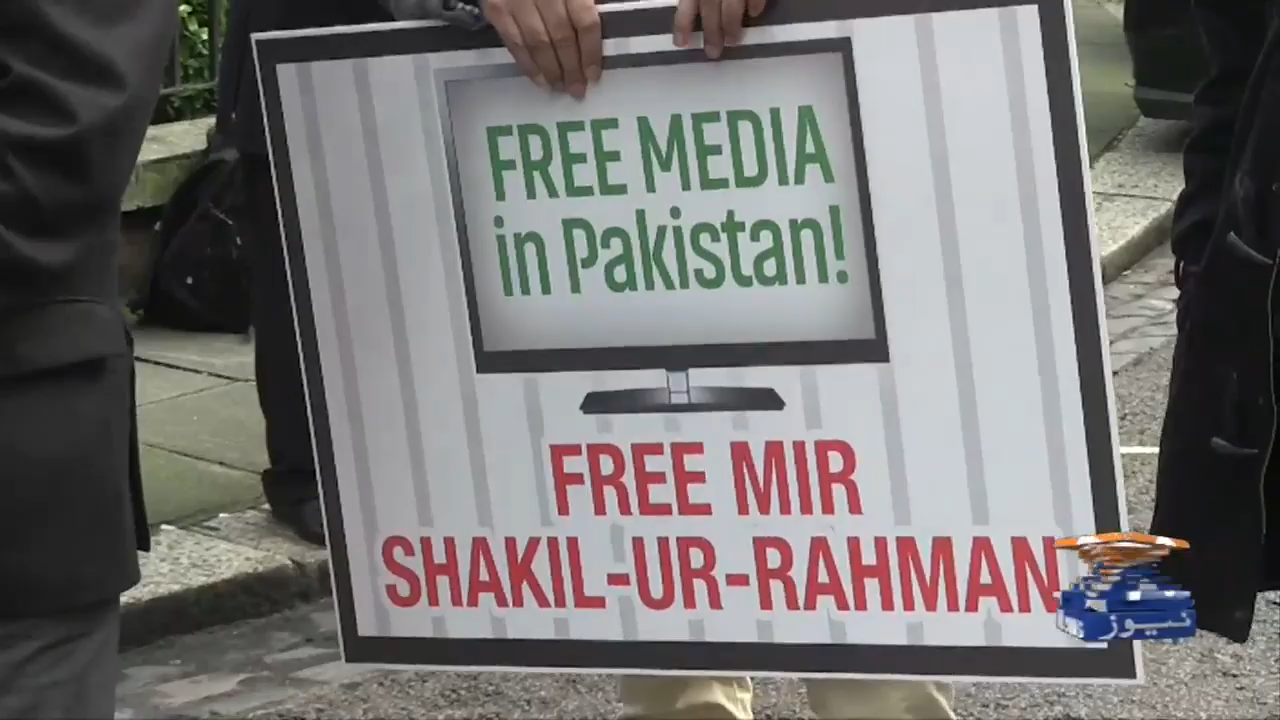 FREE MEDIA
in Pakistan!
FREE MIR
SHAKIL-UR-RAHMAN
نیوز